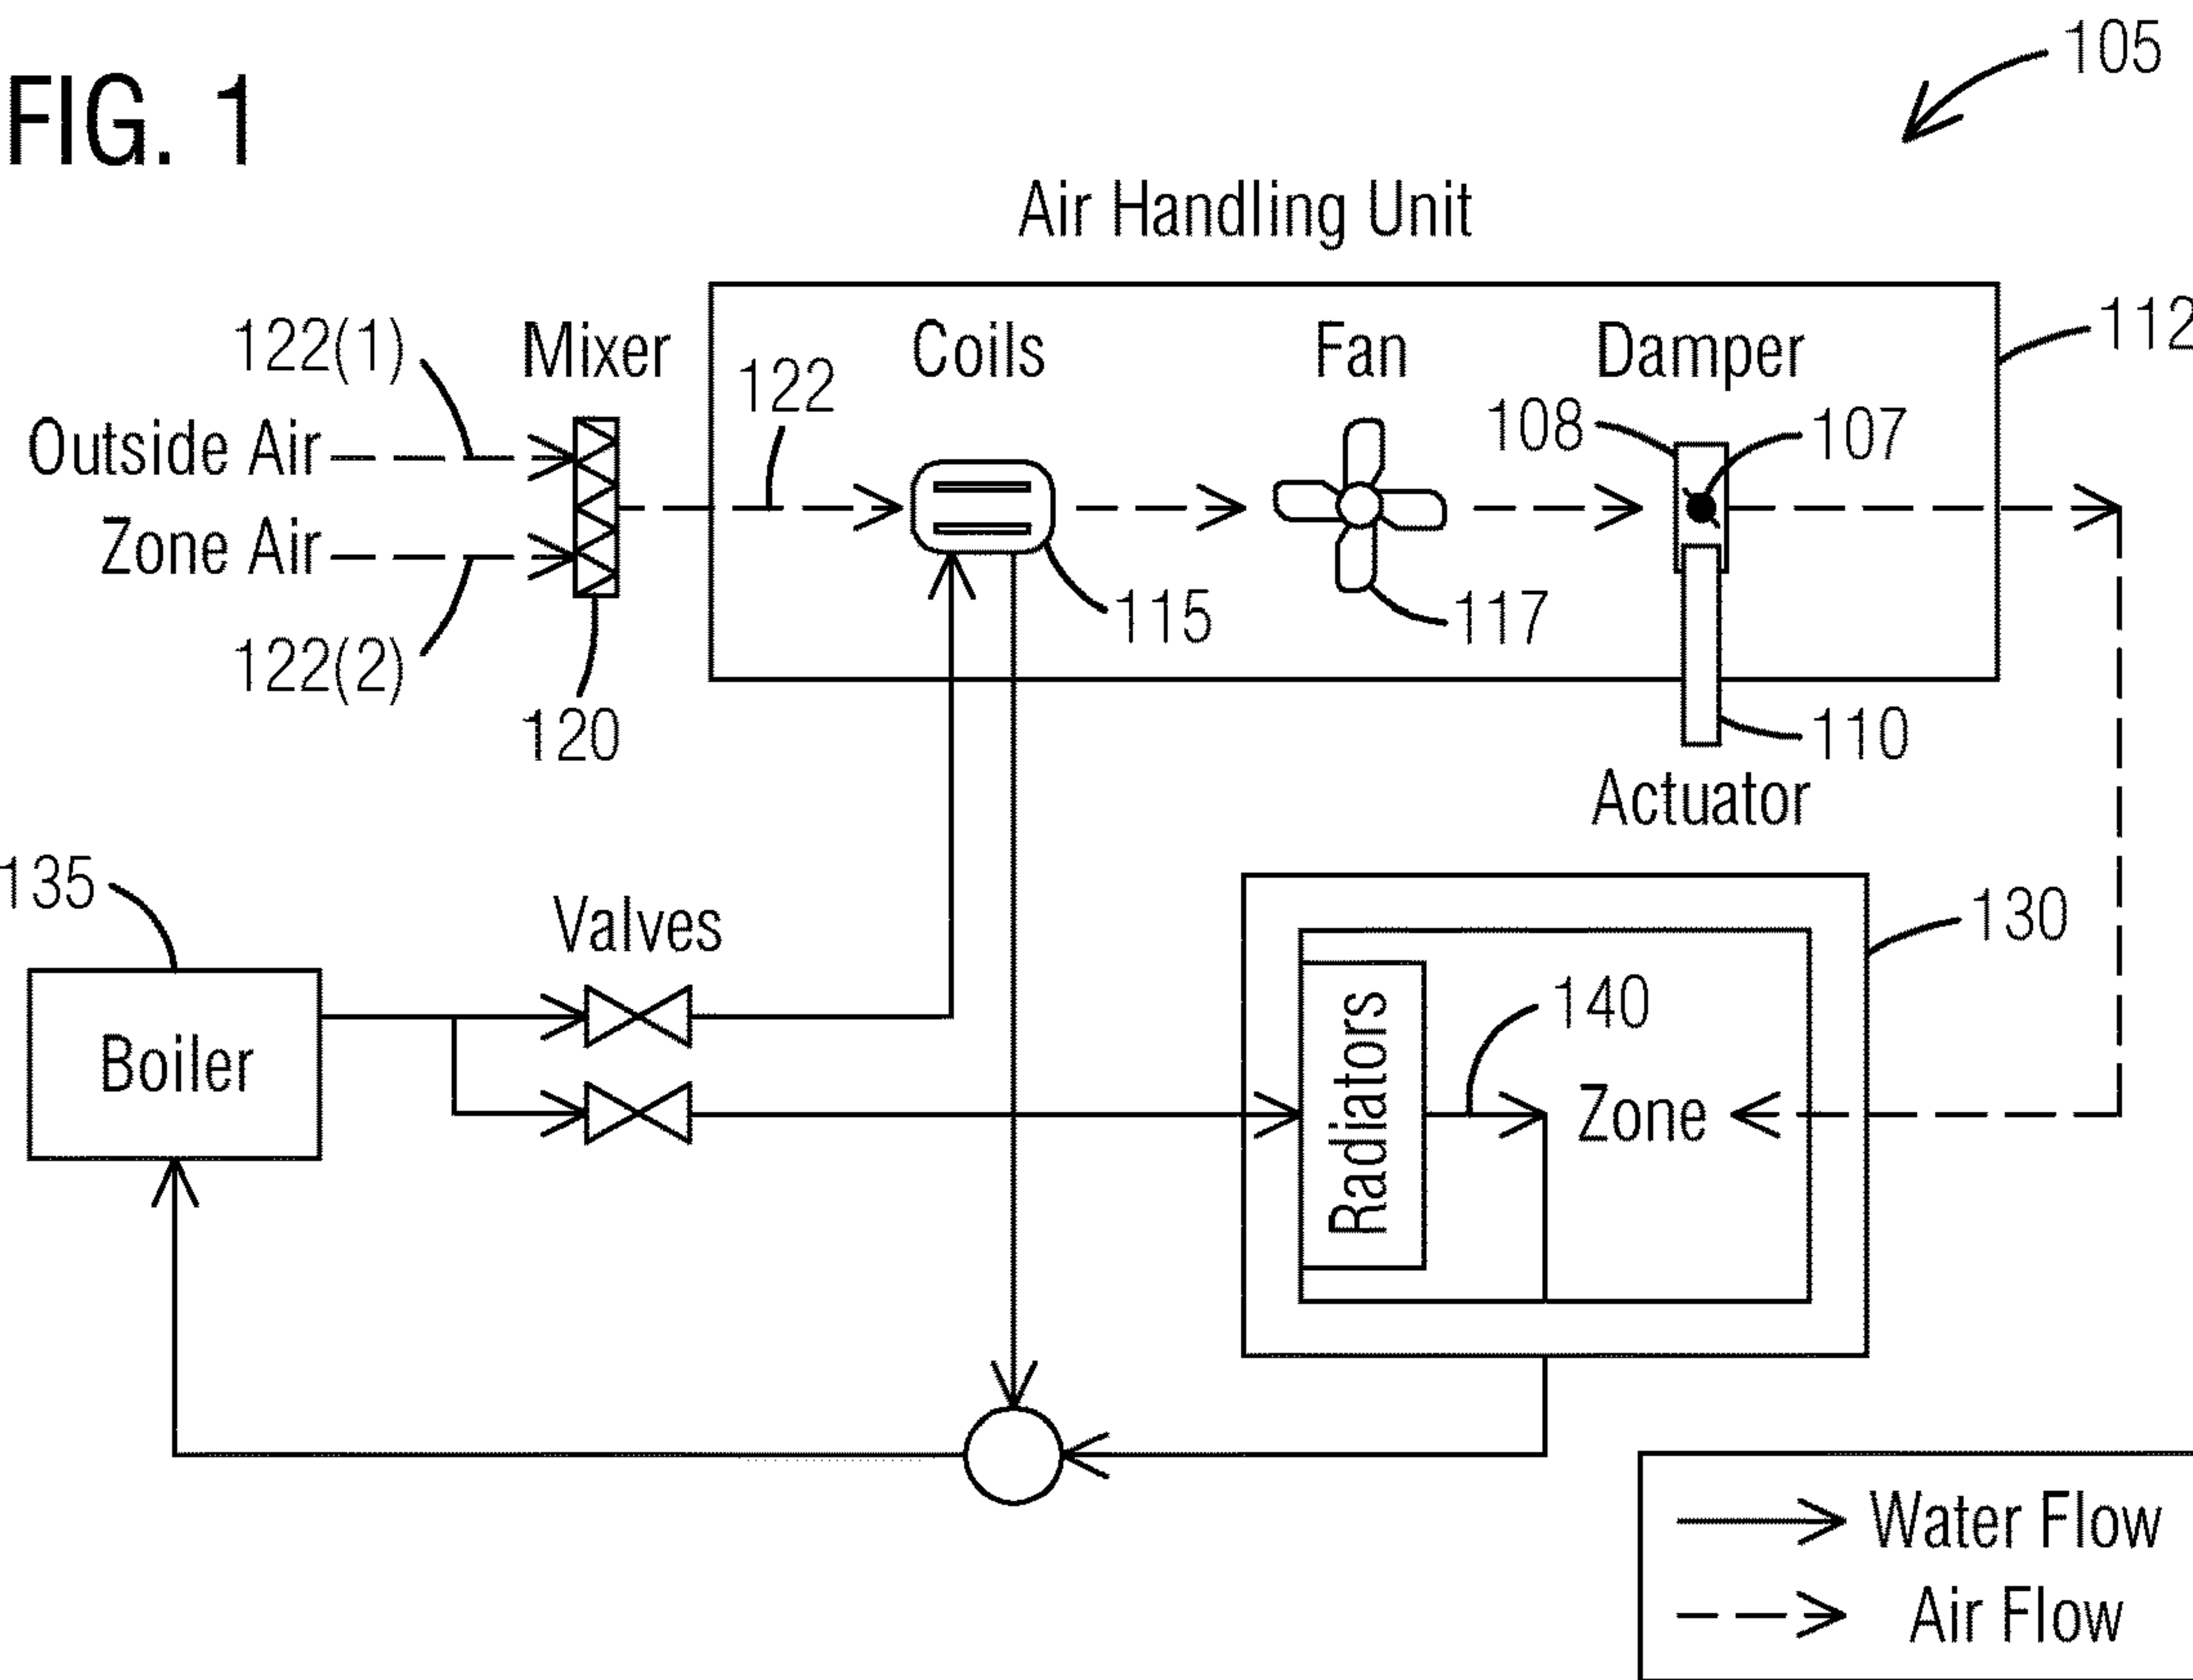 FIG. 1
105
Air Handling Unit
112
122(1)
Mixer
122
Coils
Fan
Damper
108
107
Outside Air
Zone Air
122(2)
120
115
117
110
Actuator
135
Valves
130
Boiler
Radiators
140
Zone
Water Flow
Air Flow